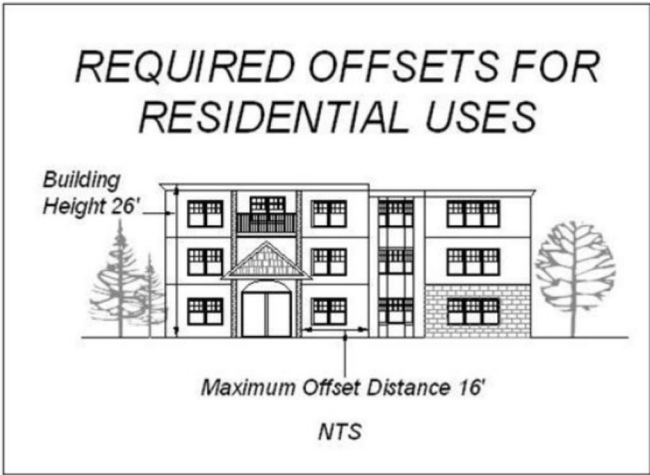 REQUIRED OFFSETS FOR
RESIDENTIAL USES
Building
Height 26'
Maximum Offset Distance 16'
NTS